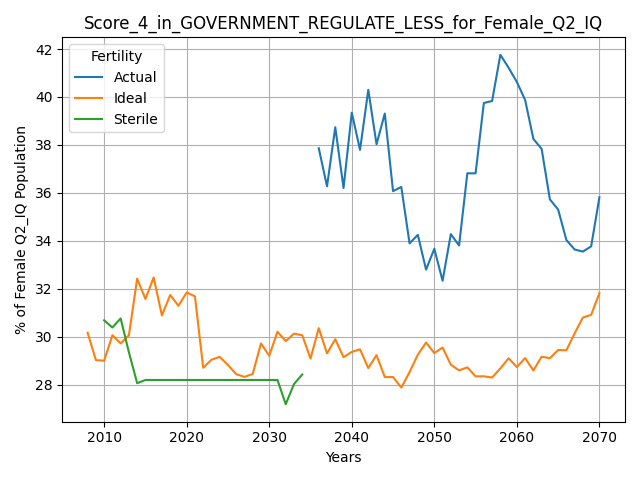 Score_4_in_GOVERNMENT_REGULATE_LESS_for_Female_Q2_IQ
Fertility
Actual
Ideal
Sterile
% of Female Q2_IQ Population
42
40
38
36
34
32
30
28
2010 2020 2030 2040 2050 2060 2070
Years